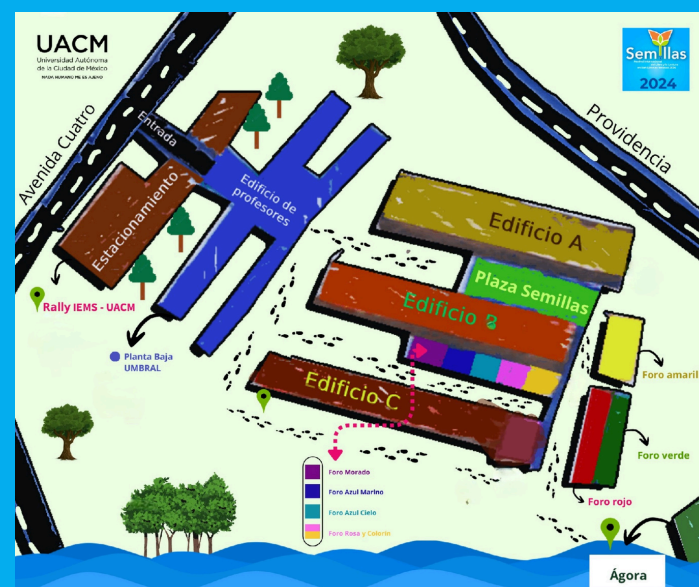 UACM
Universidad Autónoma
de la Ciudad de México
NADA HUMANO ME ES AJENO
Semillas
2024
Avenida Cuatro
Providencia
Entrada
Estacionamiento
Edificio de
profesores
Edificio A
Plaza Semillas
Edificio B
Edificio C
Rally IEMS - UACM
Planta Baja
UMBRAL
Foro amaril
Foro verde
Foro rojo
Foro Morado
Foro Azul Marino
Foro Azul Cielo
Foro Rosa y Colorín
Ágora